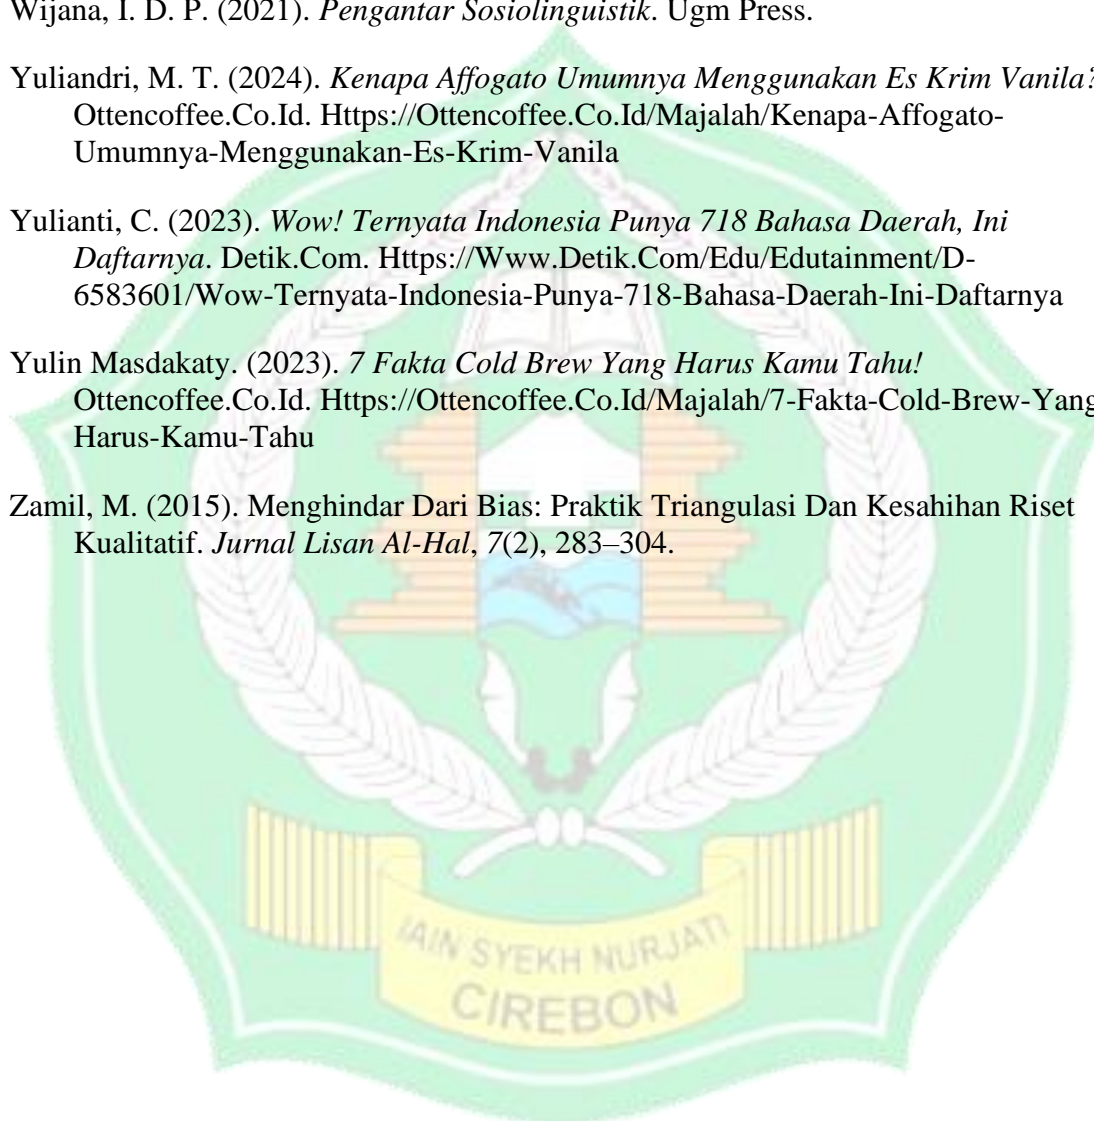 Wijana, I. D. P. (2021). Pengantar Sosiolinguistik. Ugm Press.
Yuliandri, M. T. (2024). Kenapa Affogato Umumnya Menggunakan Es Krim Vanila?
Ottencoffee.Co.Id. Https://Ottencoffee.Co.Id/Majalah/Kenapa-Affogato-
Umumnya-Menggunakan-Es-Krim-Vanila
Yulianti, C. (2023). Wow! Ternyata Indonesia Punya 718 Bahasa Daerah, Ini
Daftarnya. Detik.Com. Https://Www.Detik.Com/Edu/Edutainment/D-
6583601/Wow-Ternyata-Indonesia-Punya-718-Bahasa-Daerah-Ini-Daftarnya
Yulin Masdakaty. (2023). 7 Fakta Cold Brew Yang Harus Kamu Tahu!
Ottencoffee.Co.Id. Https://Ottencoffee.Co.Id/Majalah/7-Fakta-Cold-Brew-Yang
Harus-Kamu-Tahu
Zamil, M. (2015). Menghindar Dari Bias: Praktik Triangulasi Dan Kesahihan Riset
Kualitatif. Jurnal Lisan Al-Hal, 7(2), 283–304.
IAIN SYEKH NURJATI
CIREBON